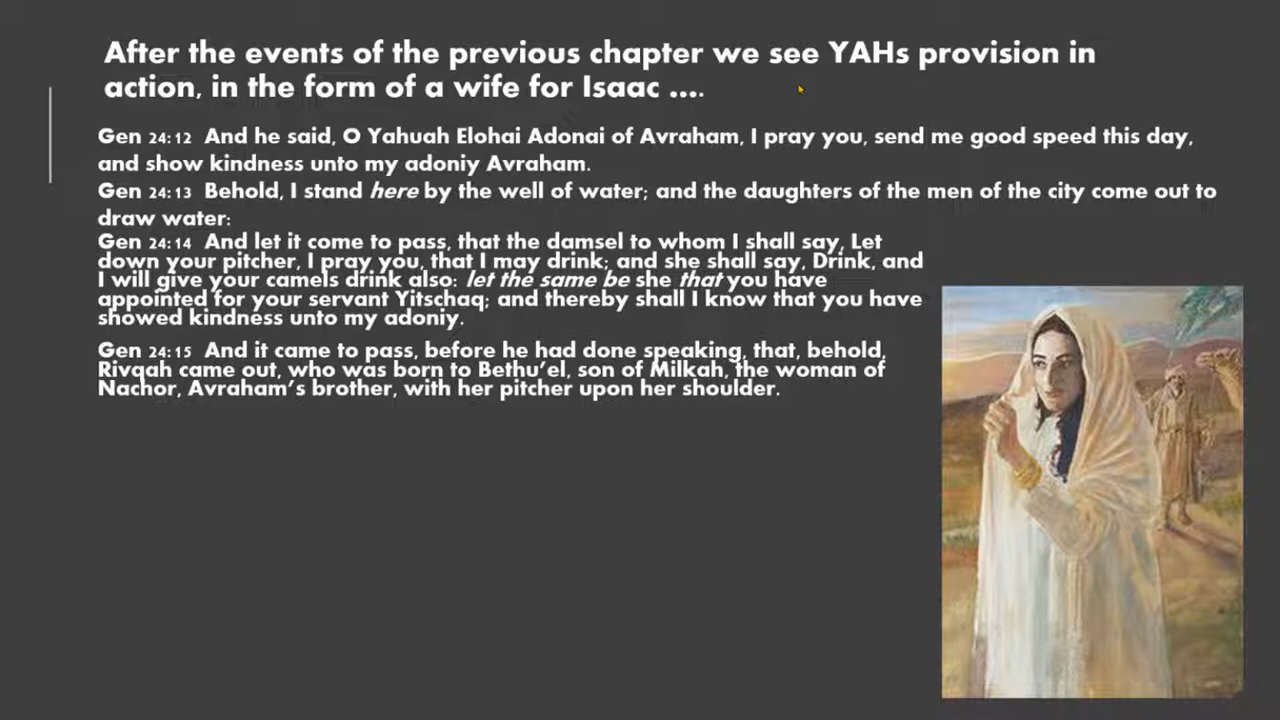 After the events of the previous chapter we see YAHs provision in
action, in the form of a wife for Isaac ....
Gen 24:12 And he said, O Yahuah Elohai Adonai of Avraham, I pray you, send me good speed this day,
and show kindness unto my adoniy Avraham.
Gen 24:13 Behold, I stand here by the well of water; and the daughters of the men of the city come out to
draw water:
Gen 24:14 And let it come to pass, that the damsel to whom I shall say, Let
down your pitcher, I pray you, that I may drink; and she shall say, Drink, and
I will give your camels drink also: let the same be she that you have
appointed for your servant Yitschaq; and thereby shall I know that you have
showed kindness unto my adoniy.
Gen 24:15 And it came to pass, before he had done speaking, that, behold,
Rivqah came out, who was born to Bethu'el, son of Milkah, the woman of
Nachor, Avraham's brother, with her pitcher upon her shoulder.